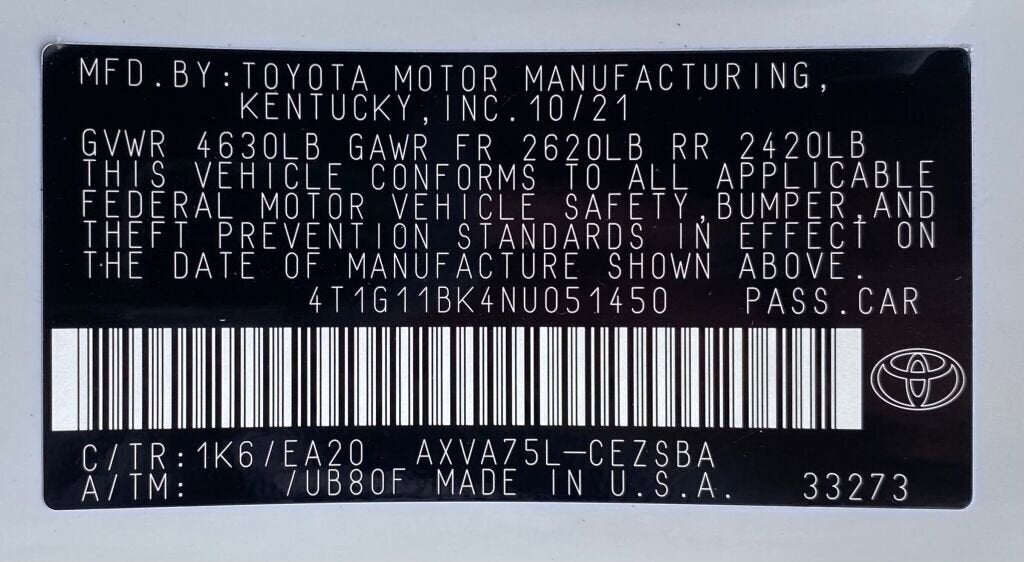 MFD.BY:TOYOTA MOTOR MANUFACTURING,
KENTUCKY,INC.10/21
GVWR 4630LB GAWR FR 2620LB RR 2420LB
THIS VEHICLE CONFORMS TO ALL APPLICABLE
FEDERAL MOTOR VEHICLE SAFETY,BUMPER,AND
THEFT PREVENTION STANDARDS IN EFFECT ON
THE DATE OF MANUFACTURE SHOWN ABOVE.
4T1G11BK4NU051450 PASS.CAR
C/TR:1K6/EA20 AXVA75L-CEZSBA
A/TM: /UB80F MADE IN U.S.A. 33273